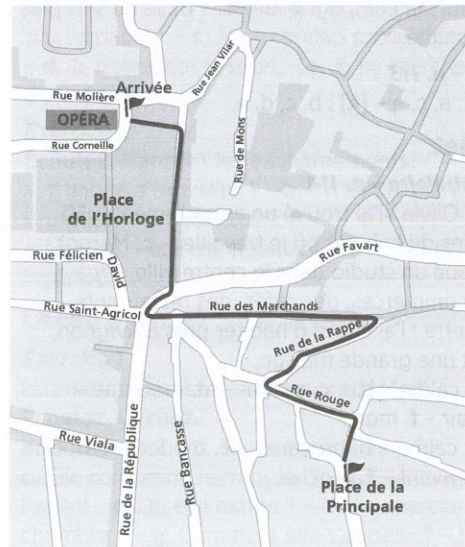 Rue Jean Vilar
Arrivée
Rue Molière
OPÉRA
Rue Corneille
Rue de Mons
Place
de l'Horloge
Rue Favart
Rue Félicien
David
Rue Saint-Agricol
Rue des Marchands
Rue de la Rappe
Rue Rouge
Rue Viala
Rue de la République
Rue Bancasse
Place de la
Principale